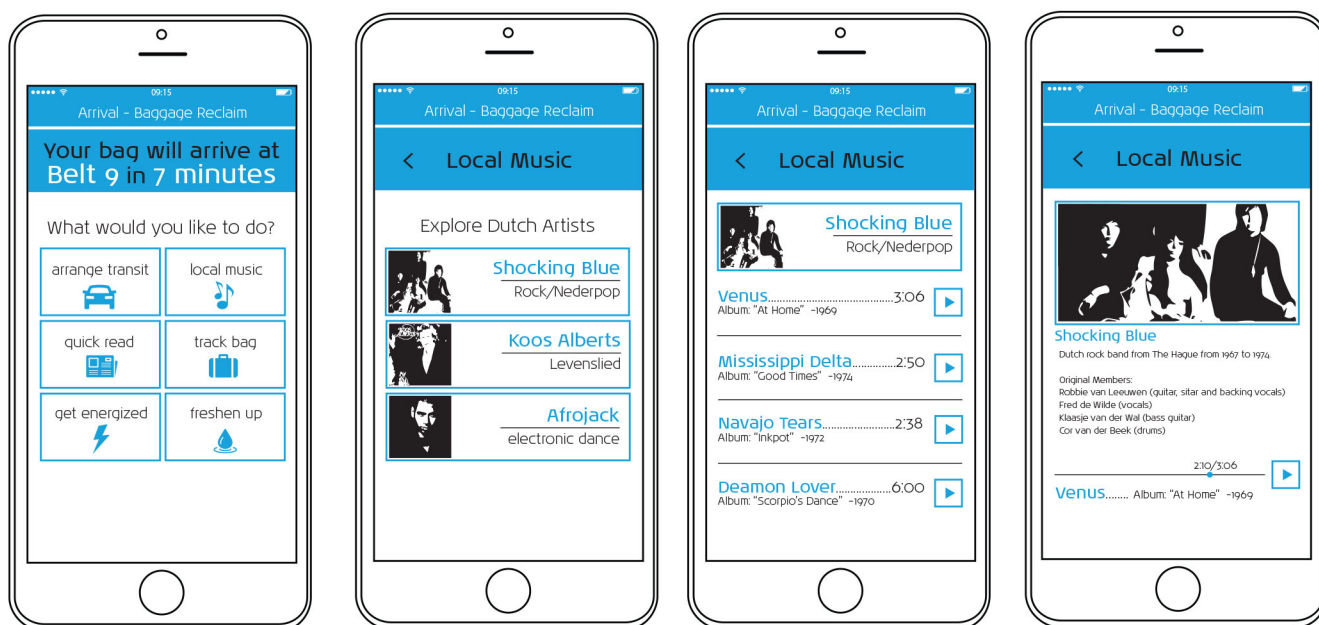 09:15
Arrival - Baggage Reclaim
Your bag will arrive at
Belt 9 in 7 minutes
What would you like to do?
arrange transit
local music
quick read
track bag
get energized
freshen up
09:15
Arrival - Baggage Reclaim
< Local Music
Explore Dutch Artists
Shocking Blue
Rock/Nederpop
Koos Alberts
Levenslied
Afrojack
electronic dance
09:15
Arrival - Baggage Reclaim
< Local Music
Shocking Blue
Rock/Nederpop
Venus..........................................3:06
Album: "At Home" -1969
Mississippi Delta...............2:50
Album: "Good Times" -1974
Navajo Tears.........................2:38
Album: "Inkpot" -1972
Deamon Lover....................6:00
Album: "Scorpio's Dance" -1970
09:15
Arrival - Baggage Reclaim
< Local Music
Shocking Blue
Dutch rock band from The Hague from 1967 to 1974.
Original Members:
Robbie van Leeuwen (guitar, sitar and backing vocals)
Fred de Wilde (vocals)
Klaasje van der Wal (bass guitar)
Cor van der Beek (drums)
2:10/3:06
Venus........ Album: "At Home" -1969